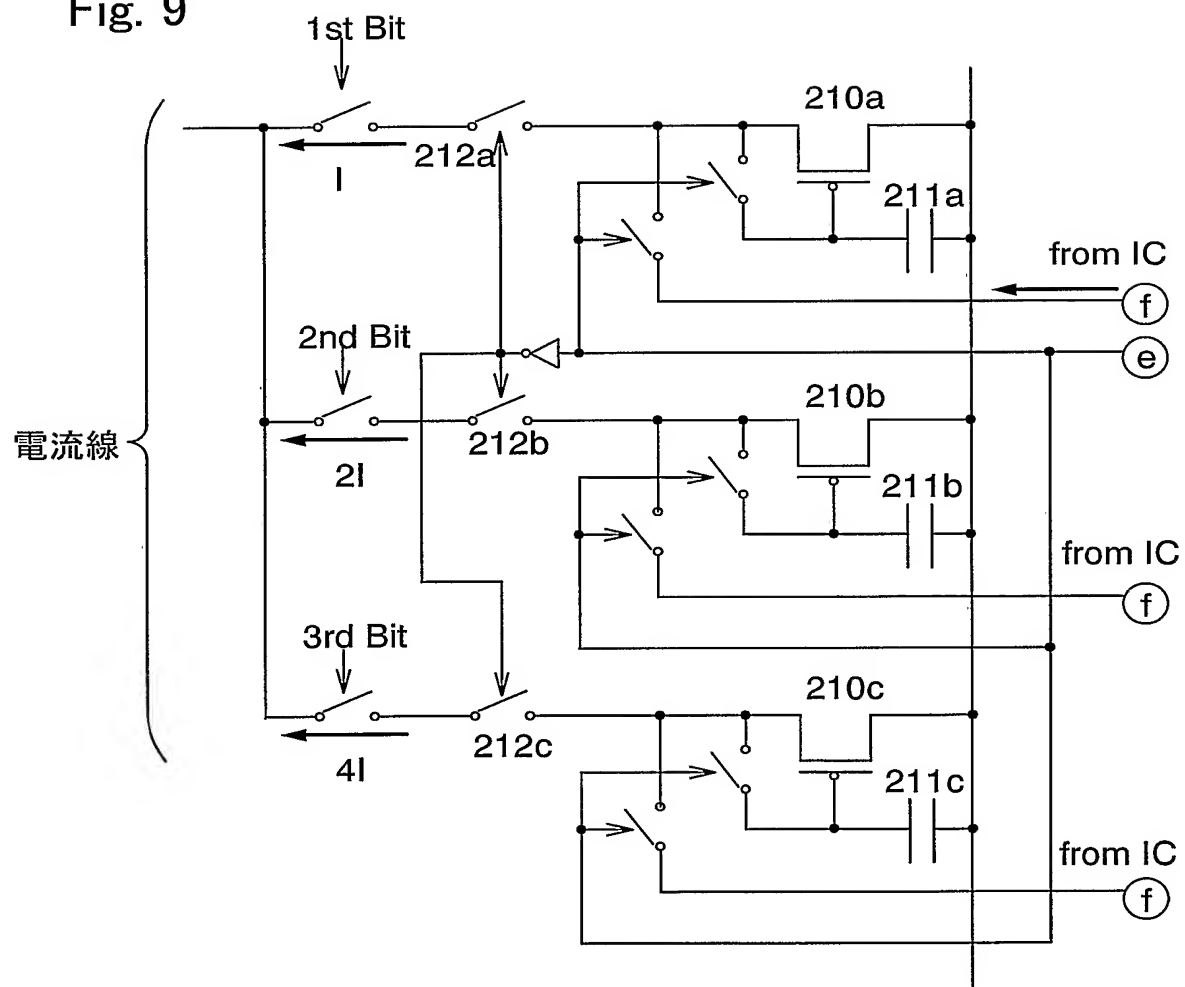 Fig. 9
1st Bit
210a
212a
I
211a
from IC
f
2nd Bit
e
210b
電流線
212b
2I
211b
from IC
f
3rd Bit
210c
212c
4I
211c
from IC
f